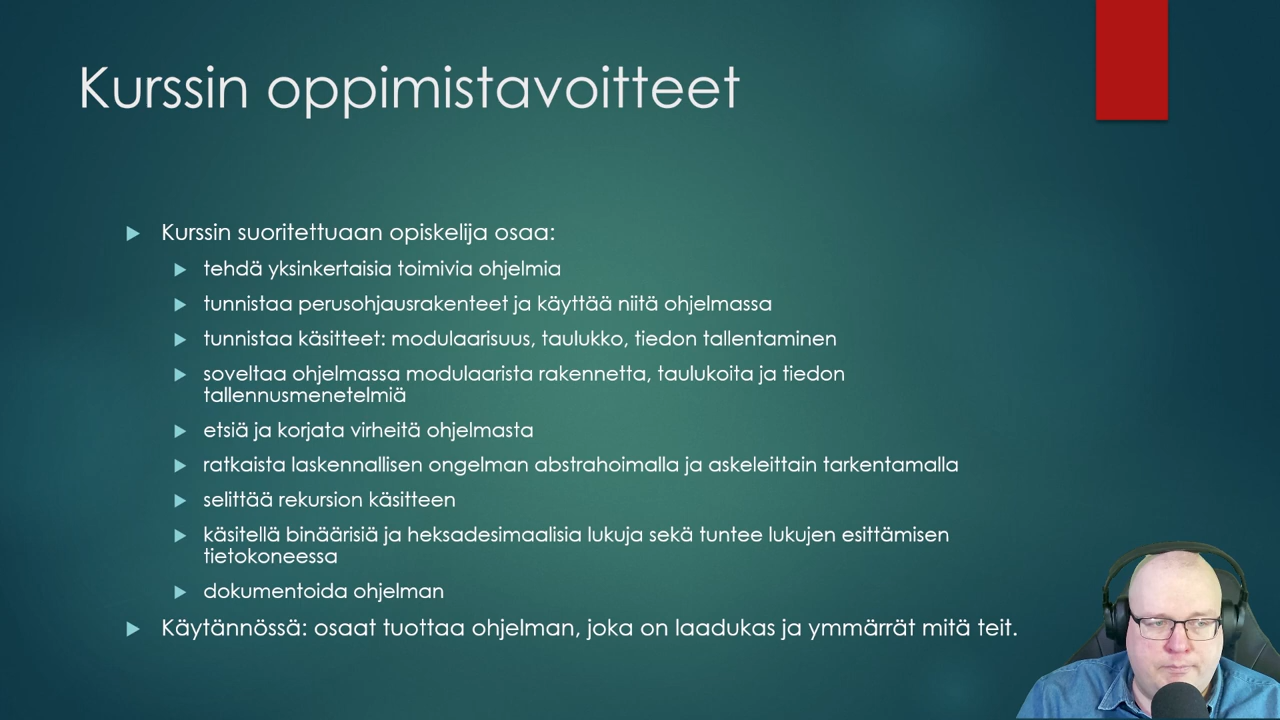 Kurssin oppimistavoitteet
Kurssin suoritettuaan opiskelija osaa:
tehdä yksinkertaisia toimivia ohjelmia
tunnistaa perusohjausrakenteet ja käyttää niitä ohjelmassa
tunnistaa käsitteet: modulaarisuus, taulukko, tiedon tallentaminen
soveltaa ohjelmassa modulaarista rakennetta, taulukoita ja tiedon
tallennusmenetelmiä
etsiä ja korjata virheitä ohjelmasta
ratkaista laskennallisen ongelman abstrahoimalla ja askeleittain tarkentamalla
selittää rekursion käsitteen
käsitellä binäärisiä ja heksadesimaalisia lukuja sekä tuntee lukujen esittämisen
tietokoneessa
dokumentoida ohjelman
Käytännössä: osaat tuottaa ohjelman, joka on laadukas ja ymmärrät mitä teit.